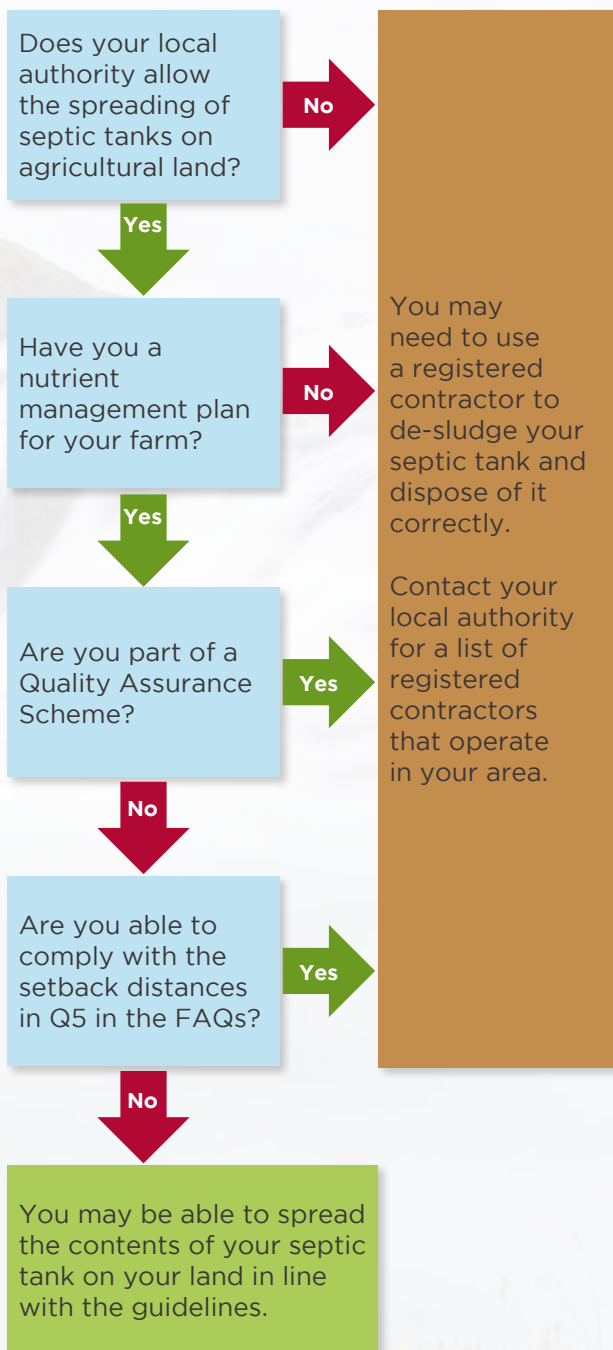 Does your local
authority allow
the spreading of
septic tanks on
agricultural land?
No
Yes
Have you a
nutrient
management plan
for your farm?
No
Yes
Are you part of a
Quality Assurance
Scheme?
Yes
No
Are you able to
comply with the
setback distances
in Q5 in the FAQs?
Yes
No
You may be able to spread
the contents of your septic
tank on your land in line
with the guidelines.
You may
need to use
a registered
contractor to
de-sludge your
septic tank and
dispose of it
correctly.
Contact your
local authority
for a list of
registered
contractors
that operate
in your area.